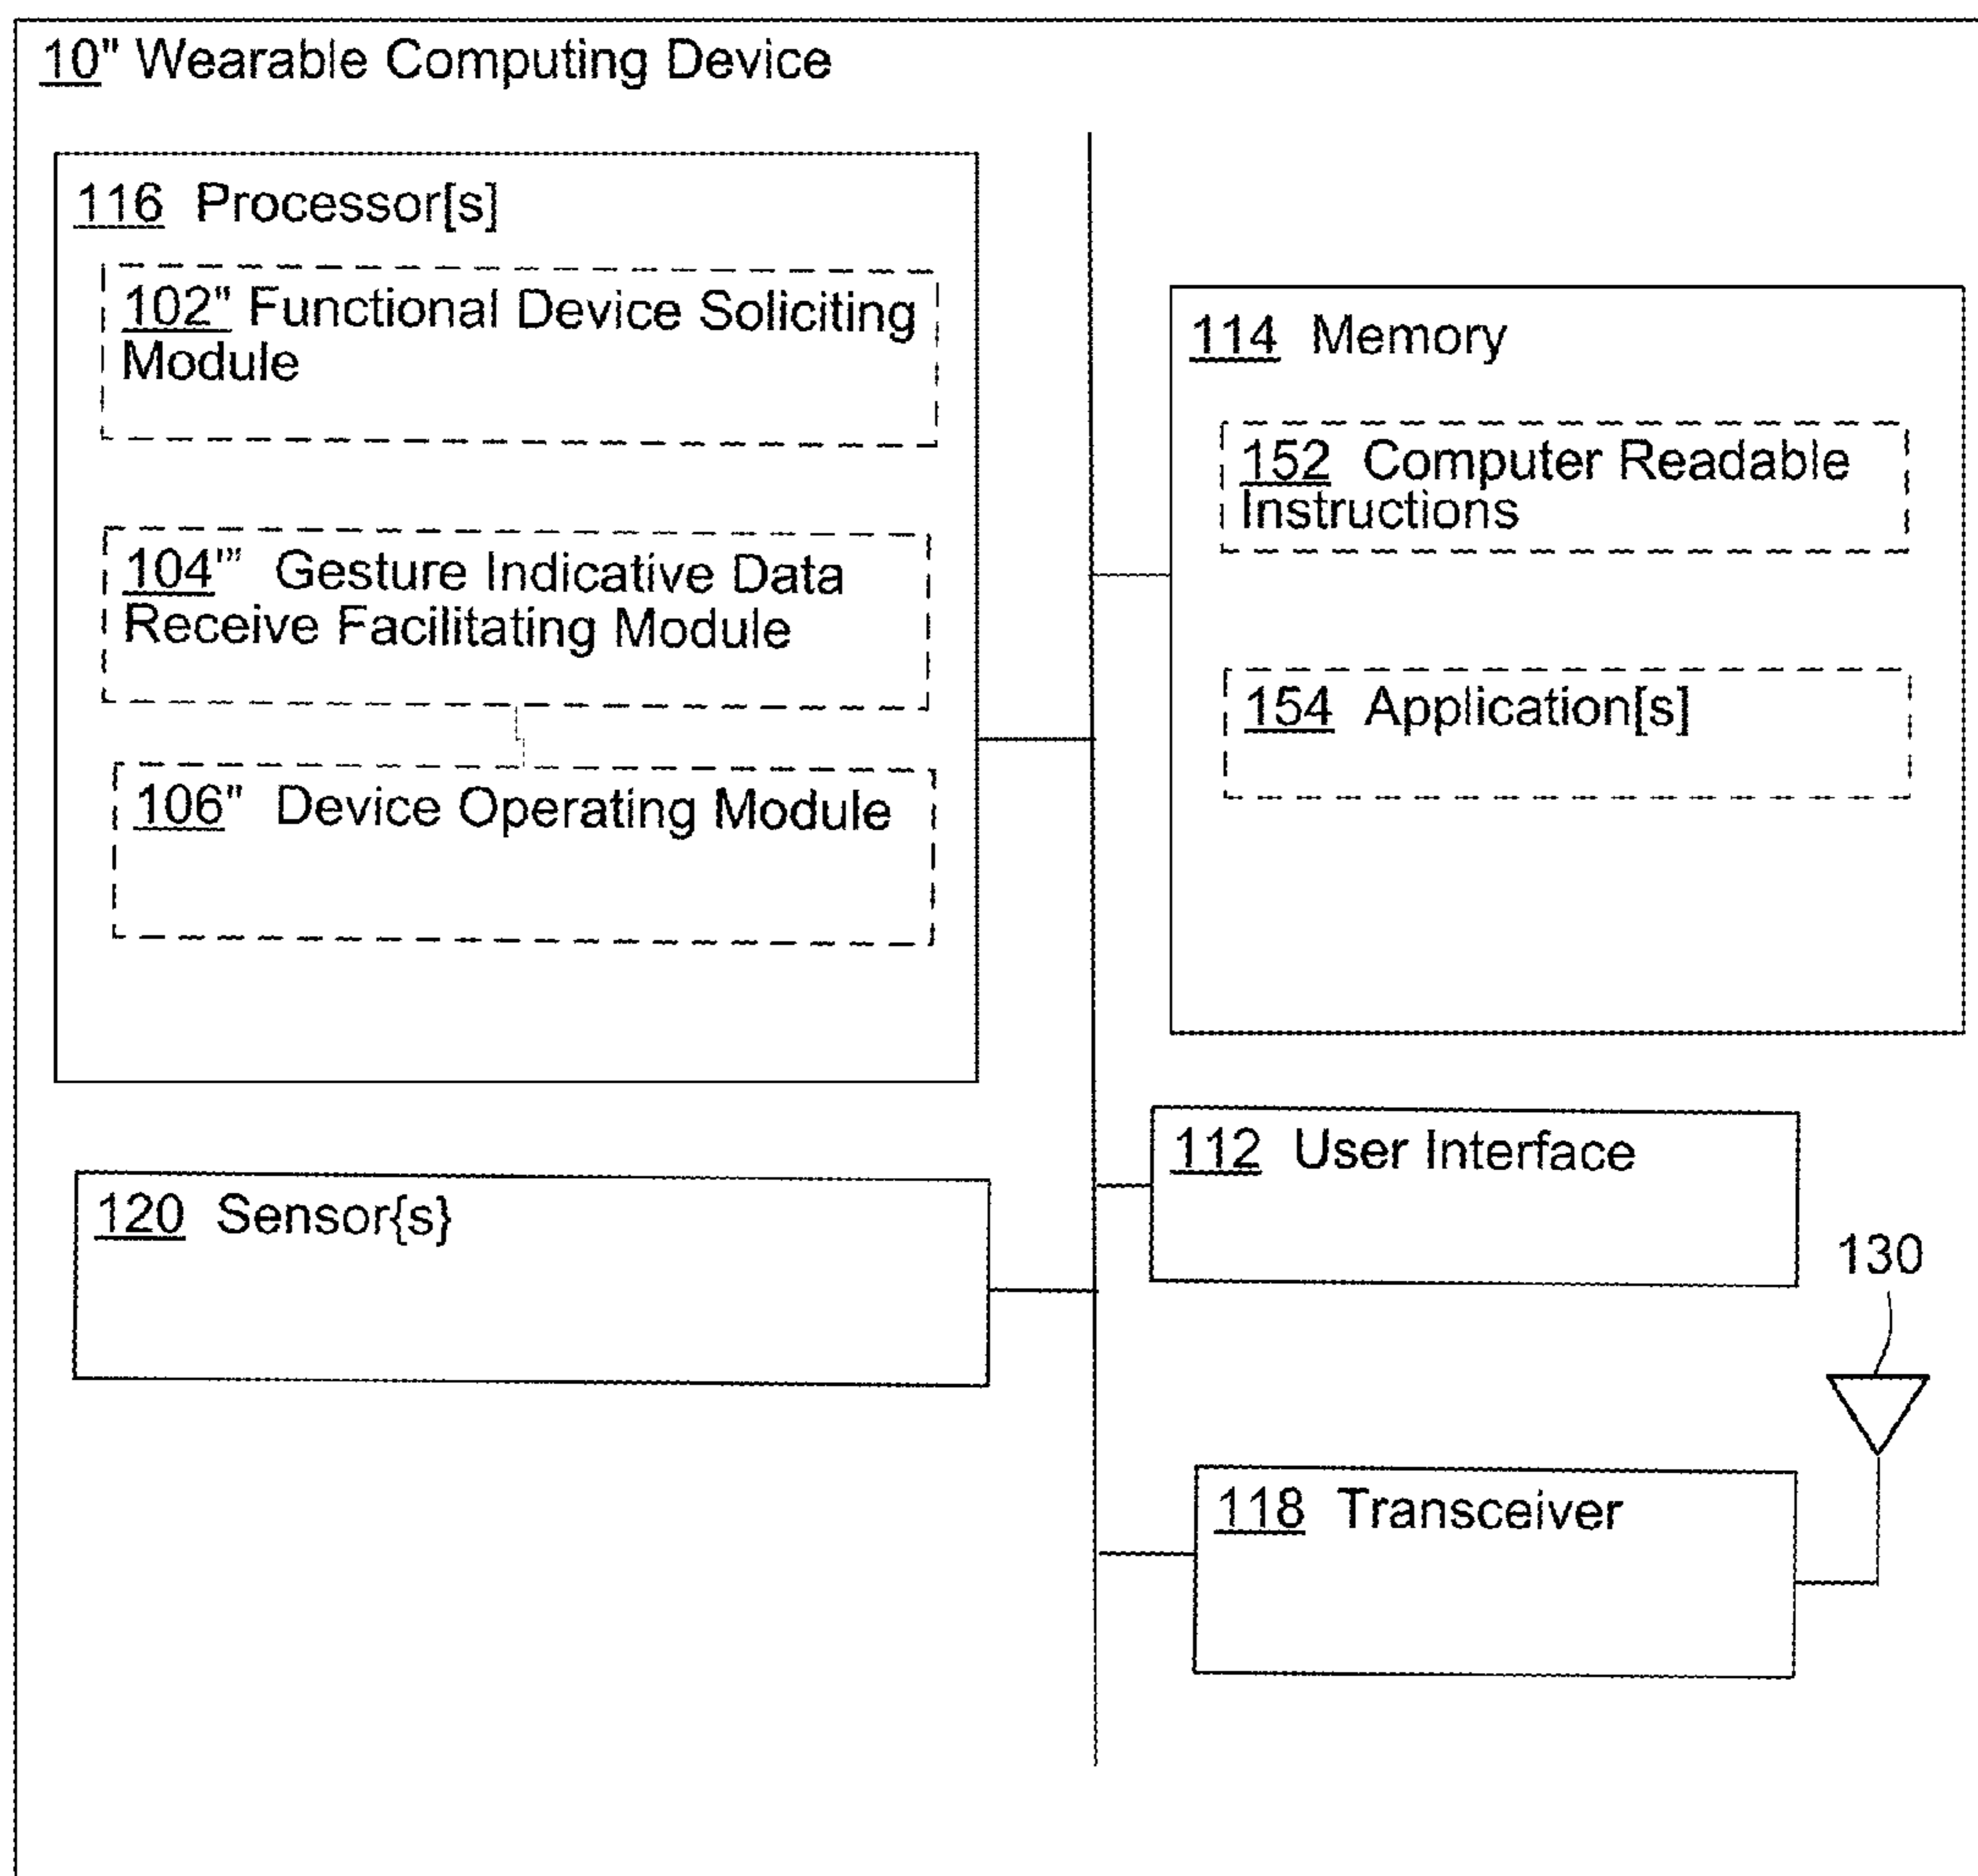 10" Wearable Computing Device
116 Processor[s]
102" Functional Device Soliciting
Module
104'" Gesture Indicative Data
Receive Facilitating Module
106" Device Operating Module
114 Memory
152 Computer Readable
Instructions
154 Application[s]
120 Sensor{s}
112 User Interface
130
118 Transceiver